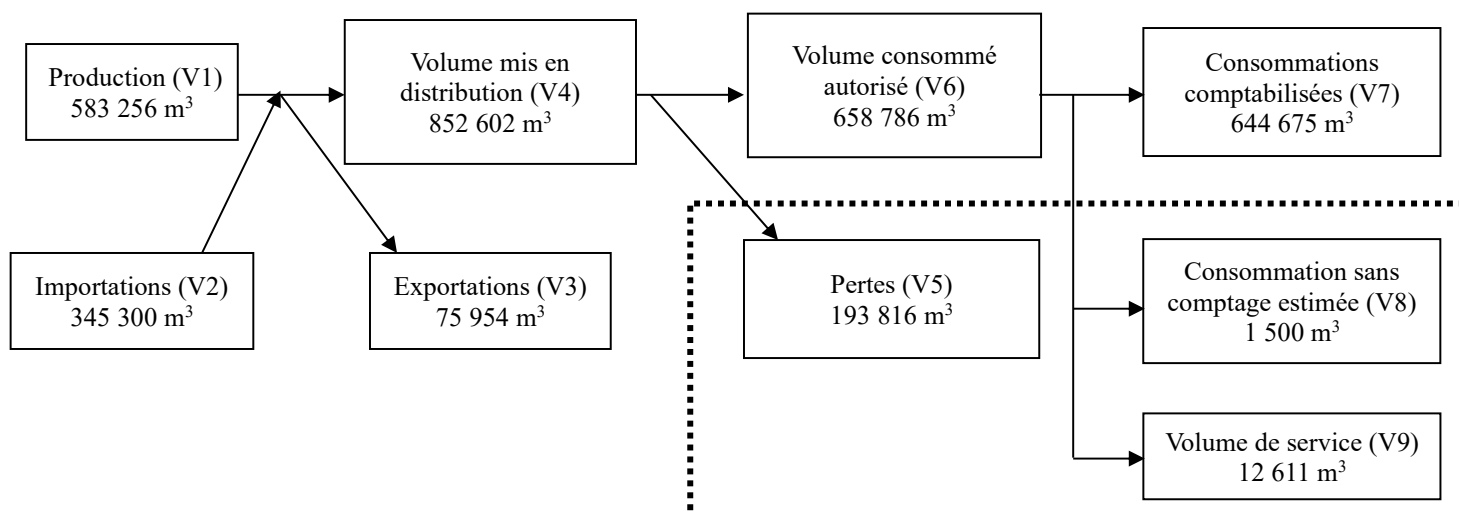 Production (V1)
583 256 m³
Volume mis en
distribution (V4)
852 602 m³
Volume consommé
autorisé (V6)
658 786 m³
Consommations
comptabilisées (V7)
644 675 m³
Importations (V2)
345 300 m³
Exportations (V3)
75 954 m³
Pertes (V5)
193 816 m³
Consommation sans
comptage estimée (V8)
1 500 m³
Volume de service (V9)
12 611 m³